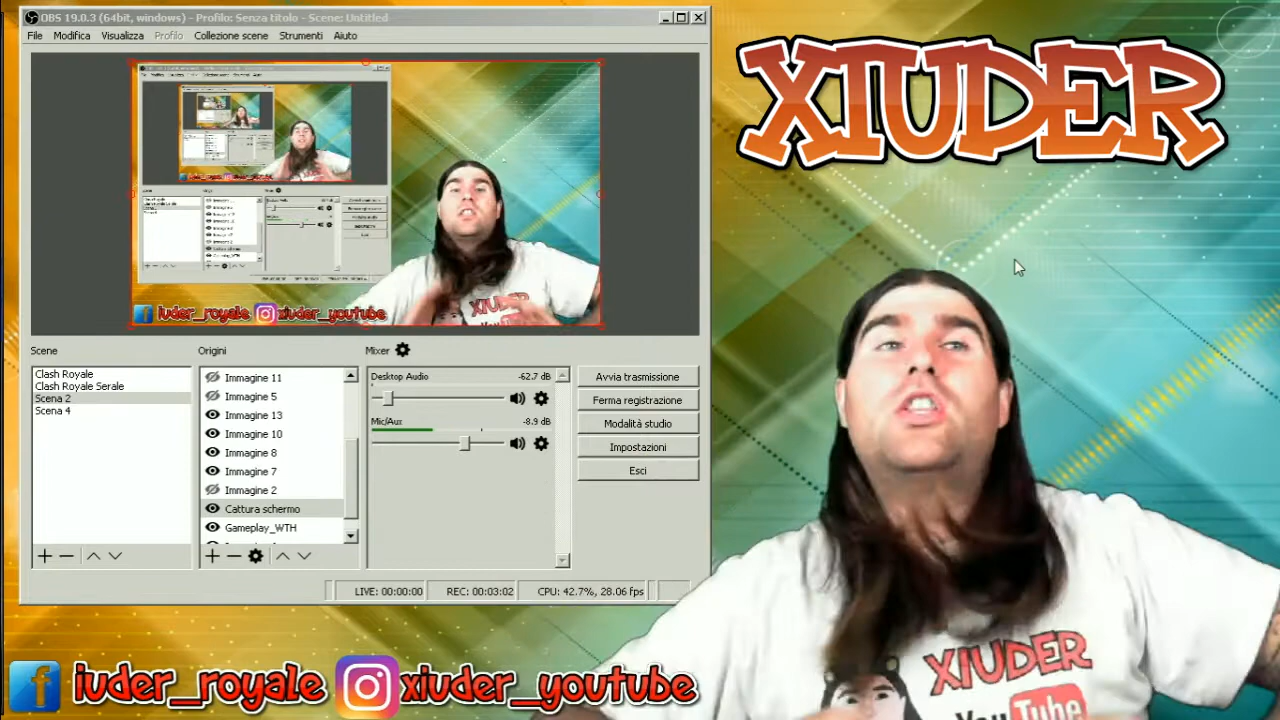 OBS 19.0.3 (64bit, windows) - Profilo: Senza titolo - Scene: Untitled
File Modifica Visualizza Profilo Collezione scene Strumenti Aiuto
XIUDER
iuder_royale xiuder_youtube
Scene
Clash Royale
Clash Royale Serale
Scena 2
Scena 4
Origini
Immagine 11
Immagine 5
Immagine 13
Immagine 10
Immagine 8
Immagine 7
Immagine 2
Cattura schermo
Gameplay_WTH
Mixer
Desktop Audio -62.7 dB
Mic/Aux -8.9 dB
Avvia trasmissione
Ferma registrazione
Modalità studio
Impostazioni
Esci
LIVE: 00:00:00 REC: 00:03:02 CPU: 42.7%, 28.06 fps
XIUDER
YouTube
f iuder_royale xiuder_youtube